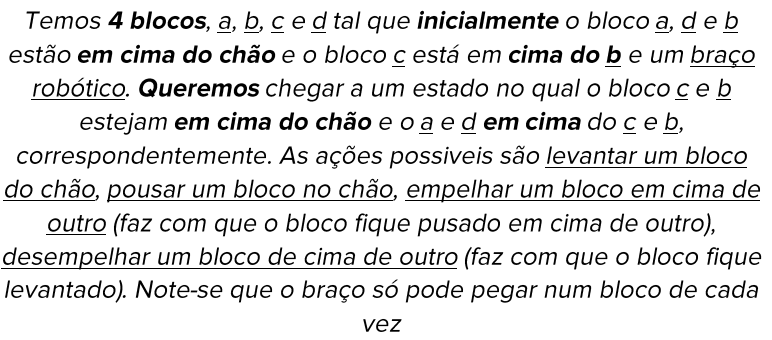 Temos 4 blocos, a, b, c e d tal que inicialmente o bloco a, d e b
estão em cima do chão e o bloco c está em cima do b e um braço
robótico. Queremos chegar a um estado no qual o bloco c e b
estejam em cima do chão e o a e d em cima do c e b,
correspondentemente. As ações possiveis são levantar um bloco
do chão, pousar um bloco no chão, empelhar um bloco em cima de
outro (faz com que o bloco fique pusado em cima de outro),
desempelhar um bloco de cima de outro (faz com que o bloco fique
levantado). Note-se que o braço só pode pegar num bloco de cada
vez